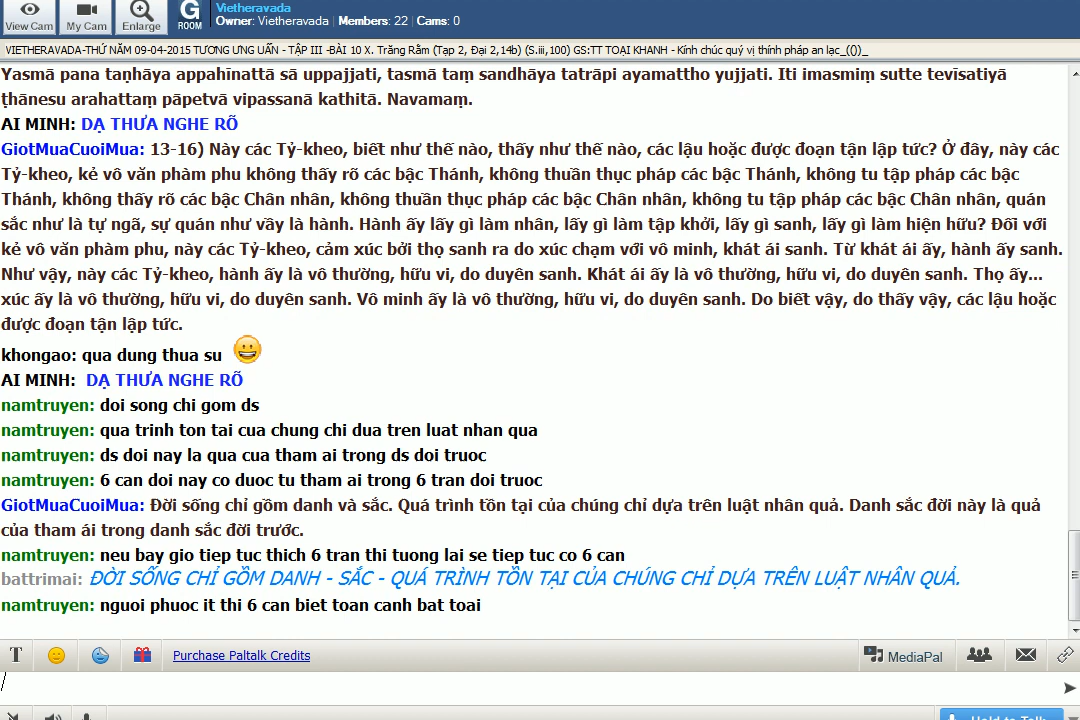 Vietheravada
View Cam
My Cam
Enlarge
G
ROOM
Owner: Vietheravada | Members: 22 | Cams: 0
VIETHERAVADA-THỨ NĂM 09-04-2015 TƯƠNG ƯNG UẨN - TẬP III -BÀI 10 X. Trăng Rằm (Tạp 2, Ðại 2,14b) (S.iii,100) GS:TT TOẠI KHANH - Kính chúc quý vị thính pháp an lạc_(())_
Yasmā pana taṇhāya appahīnattā sā uppajjati, tasmā taṃ sandhāya tatrāpi ayamattho yujjati. Iti imasmiṃ sutte tevīsatiyā
ṭhānesu arahattaṃ pāpetvā vipassanā kathitā. Navamaṃ.
AI MINH: DẠ THƯA NGHE RÕ
GiotMuaCuoiMua: 13-16) Này các Tỷ-kheo, biết như thế nào, thấy như thế nào, các lậu hoặc được đoạn tận lập tức? Ở đây, này các
Tỷ-kheo, kẻ vô văn phàm phu không thấy rõ các bậc Thánh, không thuần thục pháp các bậc Thánh, không tu tập pháp các bậc
Thánh, không thấy rõ các bậc Chân nhân, không thuần thục pháp các bậc Chân nhân, không tu tập pháp các bậc Chân nhân, quán
sắc như là tự ngã, sự quán như vầy là hành. Hành ấy lấy gì làm nhân, lấy gì làm tập khởi, lấy gì sanh, lấy gì làm hiện hữu? Đối với
kẻ vô văn phàm phu, này các Tỷ-kheo, cảm xúc bởi thọ sanh ra do xúc chạm với vô minh, khát ái sanh. Từ khát ái ấy, hành ấy sanh.
Như vậy, này các Tỷ-kheo, hành ấy là vô thường, hữu vi, do duyên sanh. Khát ái ấy là vô thường, hữu vi, do duyên sanh. Thọ ấy...
xúc ấy là vô thường, hữu vi, do duyên sanh. Vô minh ấy là vô thường, hữu vi, do duyên sanh. Do biết vậy, do thấy vậy, các lậu hoặc
được đoạn tận lập tức.
khongao: qua dung thua su
AI MINH: DẠ THƯA NGHE RÕ
namtruyen: doi song chi gom ds
namtruyen: qua trinh ton tai cua chung chi dua tren luat nhan qua
namtruyen: ds doi nay la qua cua tham ai trong ds doi truoc
namtruyen: 6 can doi nay co duoc tu tham ai trong 6 tran doi truoc
GiotMuaCuoiMua: Đời sống chỉ gồm danh và sắc. Quá trình tồn tại của chúng chỉ dựa trên luật nhân quả. Danh sắc đời này là quả
của tham ái trong danh sắc đời trước.
namtruyen: neu bay gio tiep tuc thich 6 tran thi tuong lai se tiep tuc co 6 can
battrimai: ĐỜI SỐNG CHỈ GỒM DANH - SẮC - QUÁ TRÌNH TỒN TẠI CỦA CHÚNG CHỈ DỰA TRÊN LUẬT NHÂN QUẢ.
namtruyen: nguoi phuoc it thi 6 can biet toan canh bat toai
T
Purchase Paltalk Credits
MediaPal
/
Hold to Talk